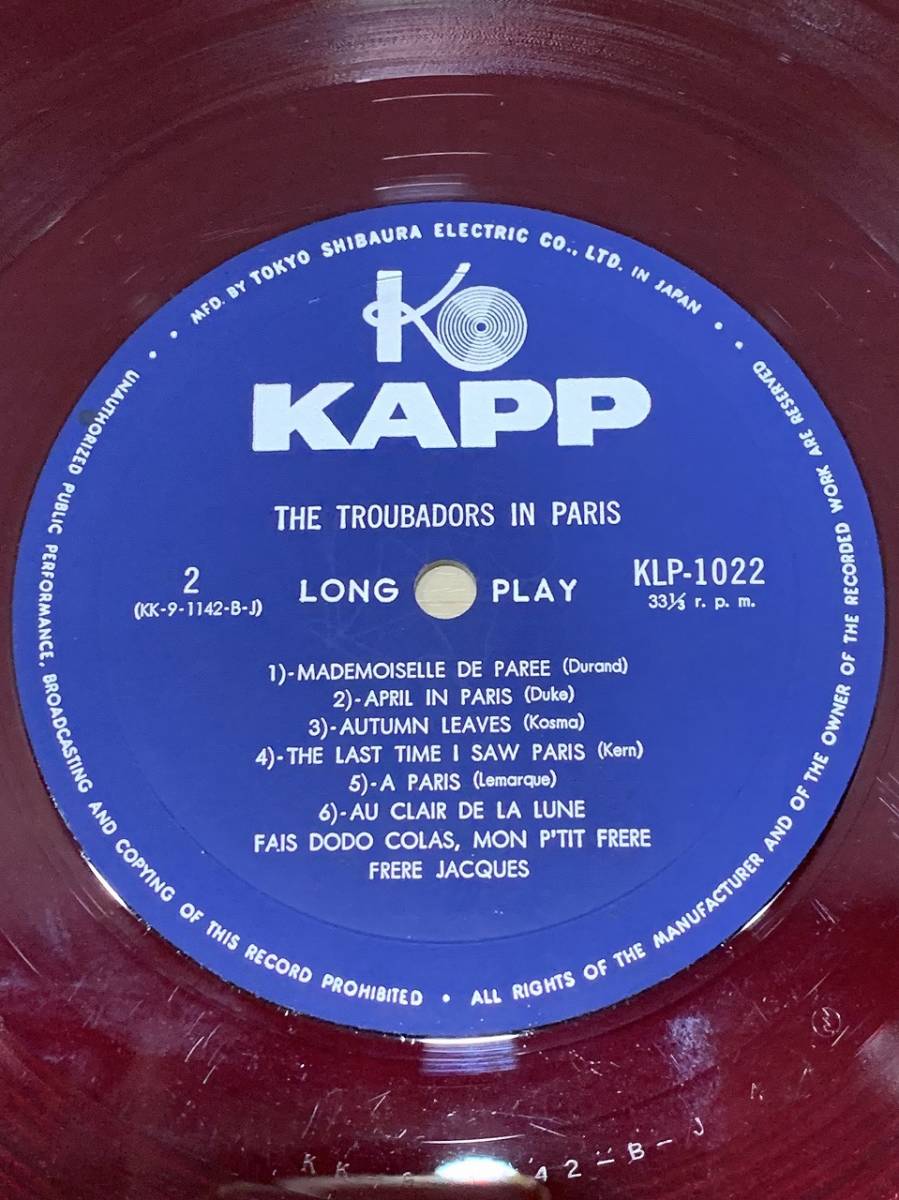 MFD. BY TOKYO SHIBAURA ELECTRIC CO., LTD. IN JAPAN
KAPP
THE TROUBADORS IN PARIS
2
(KK-9-1142-B-J)
LONG PLAY
KLP-1022
33⅓ r. p. m.
1)-MADEMOISELLE DE PAREE (Durand)
2)-APRIL IN PARIS (Duke)
3)-AUTUMN LEAVES (Kosma)
4)-THE LAST TIME I SAW PARIS (Kern)
5)-A PARIS (Lemarque)
6)-AU CLAIR DE LA LUNE
FAIS DODO COLAS, MON P'TIT FRERE
FRERE JACQUES
UNAUTHORIZED PUBLIC PERFORMANCE, BROADCASTING AND COPYING OF THIS RECORD PROHIBITED • ALL RIGHTS OF THE MANUFACTURER AND OF THE OWNER OF THE RECORDED WORK ARE RESERVED
42-B-J